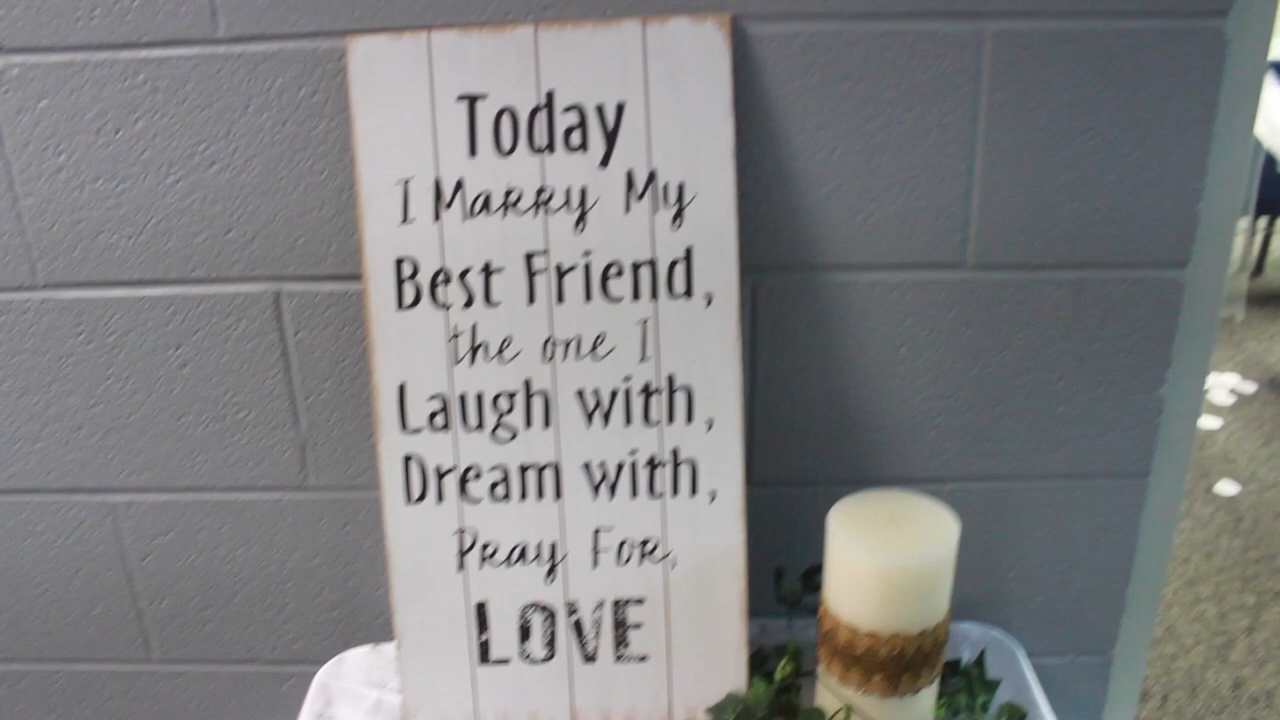 Today
I Marry My
Best Friend,
the one I
Laugh with,
Dream with,
Pray For,
LOVE